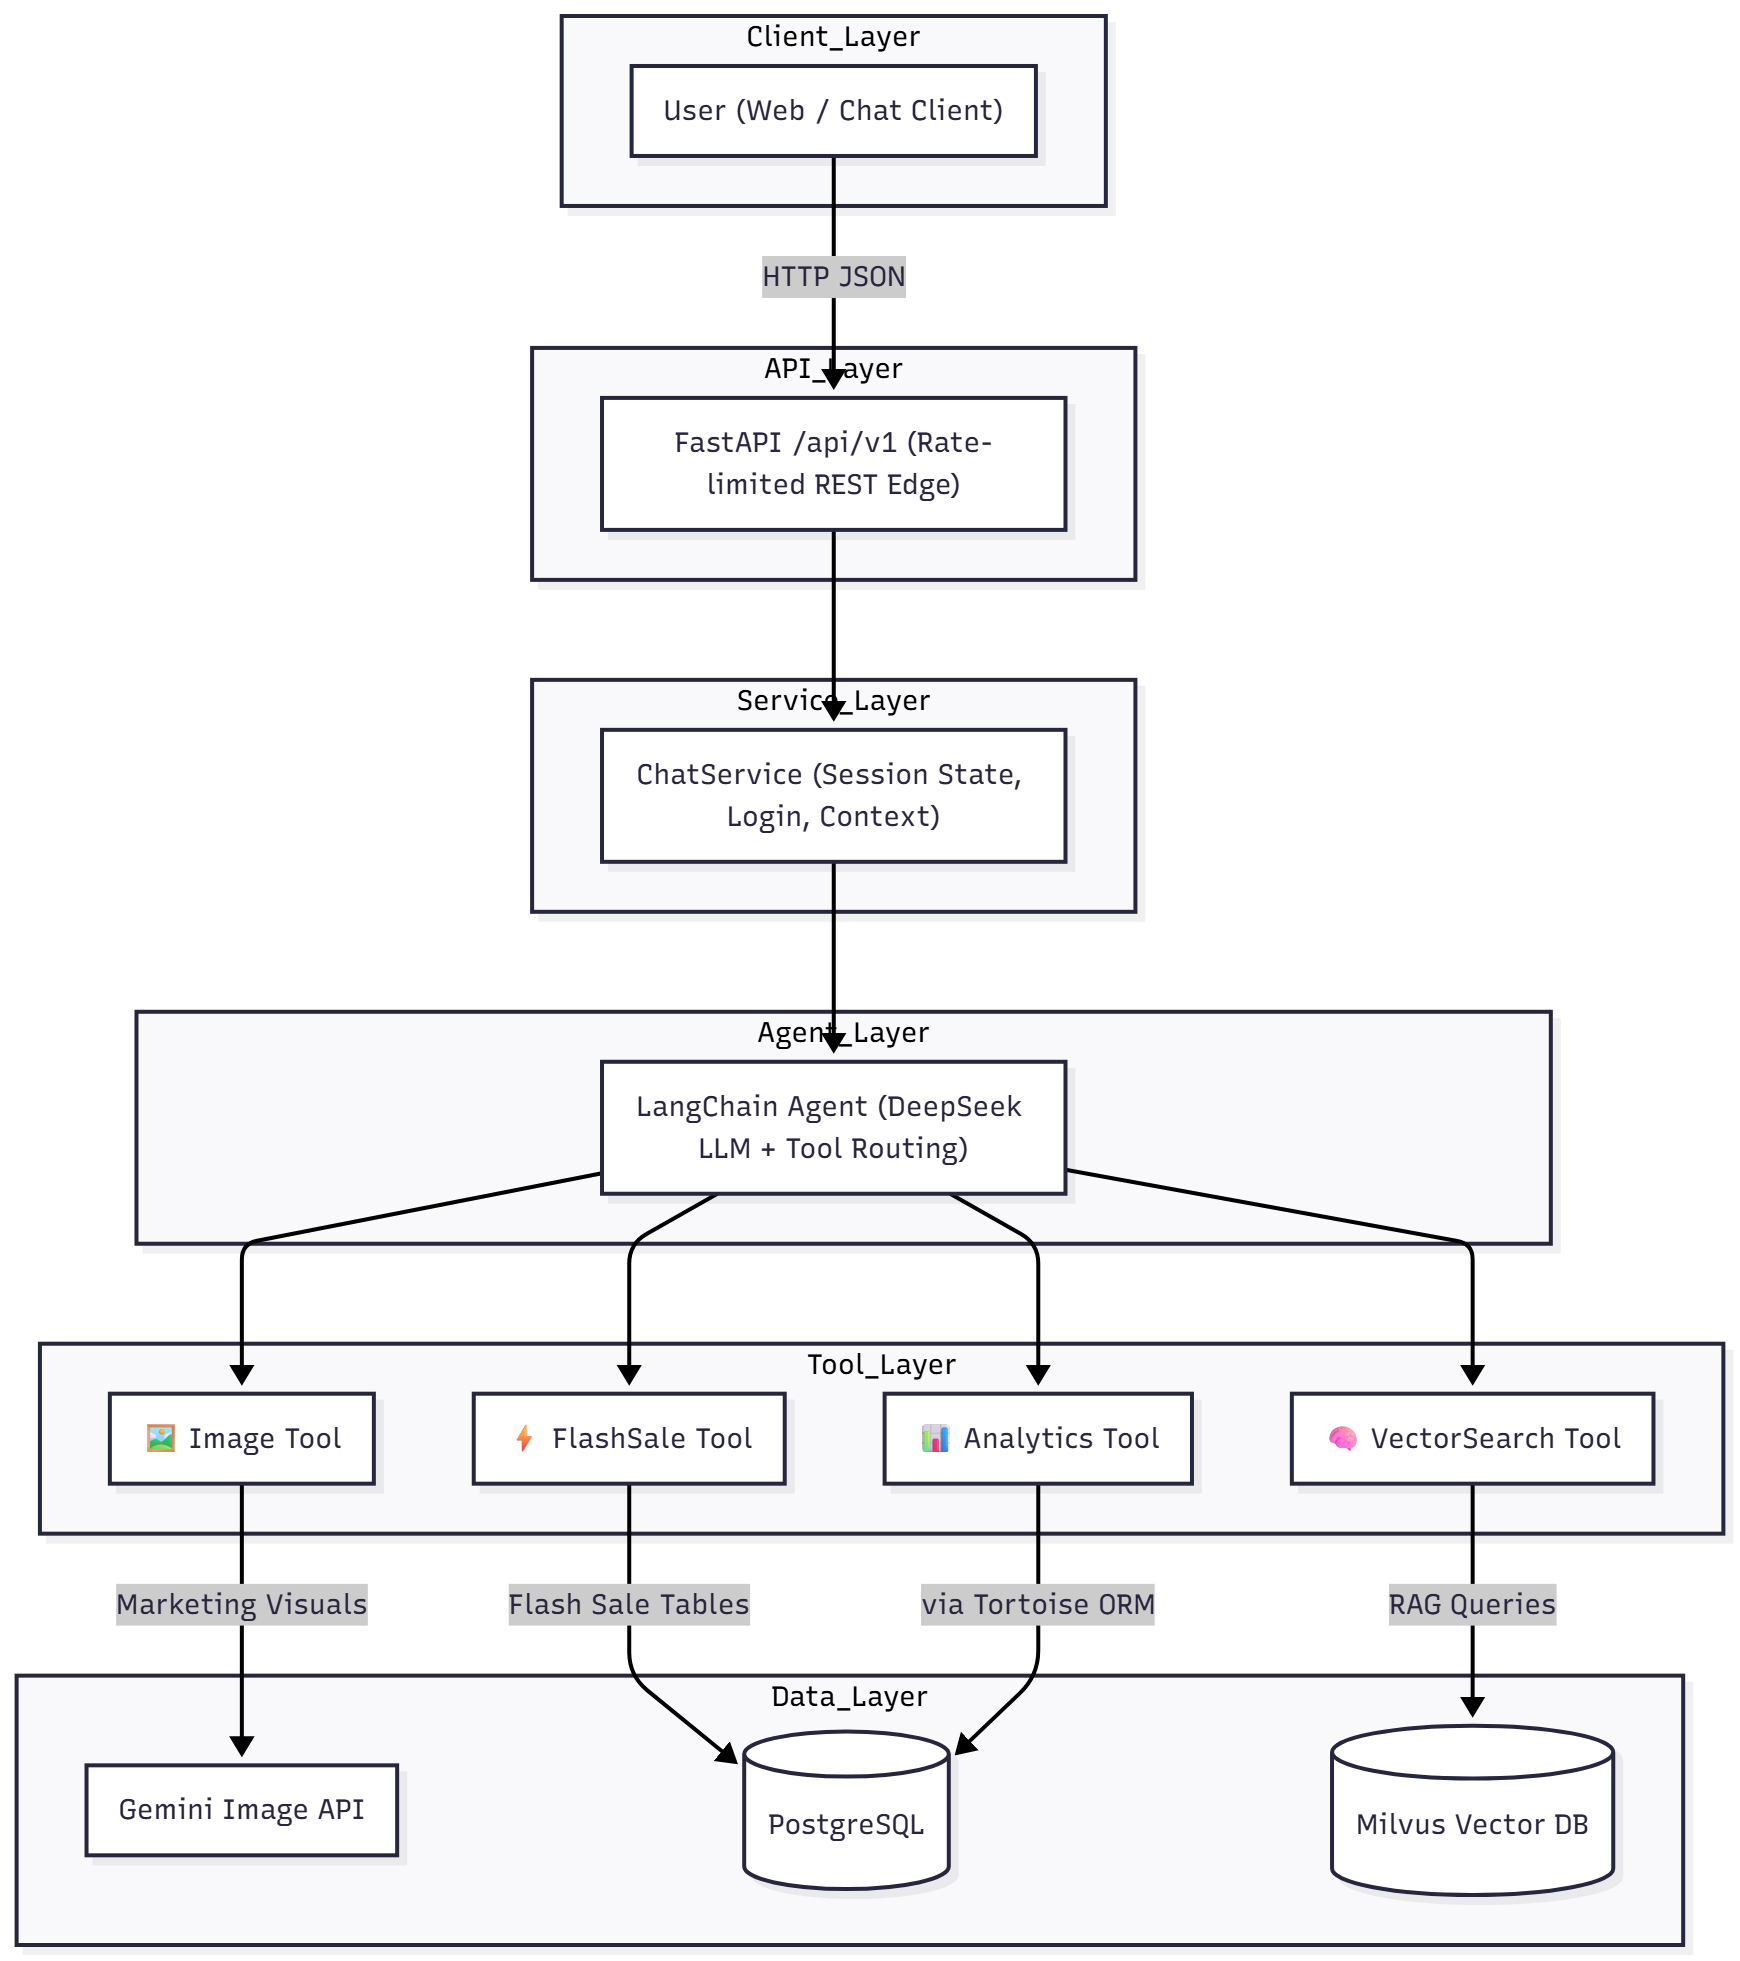 Client_Layer
User (Web / Chat Client)
HTTP JSON
API_Layer
FastAPI /api/v1 (Rate-
limited REST Edge)
Service_Layer
ChatService (Session State,
Login, Context)
Agent_Layer
LangChain Agent (DeepSeek
LLM + Tool Routing)
Tool_Layer
🖼️ Image Tool
⚡ FlashSale Tool
📊 Analytics Tool
🧠 VectorSearch Tool
Marketing Visuals
Flash Sale Tables
via Tortoise ORM
RAG Queries
Data_Layer
Gemini Image API
PostgreSQL
Milvus Vector DB